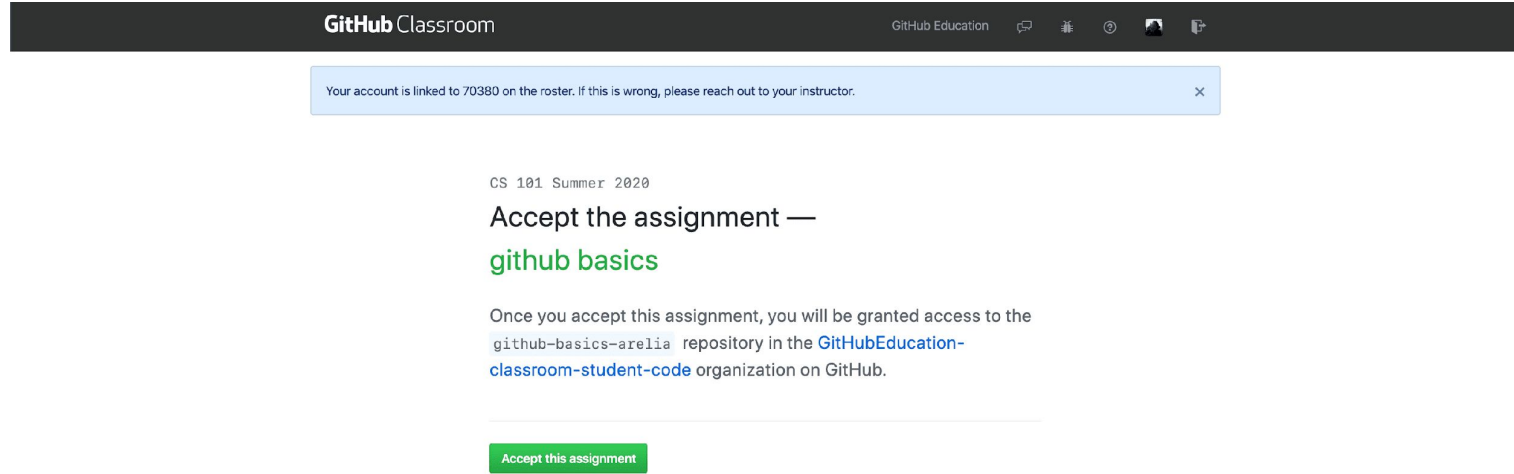 GitHub Classroom
GitHub Education
Your account is linked to 70380 on the roster. If this is wrong, please reach out to your instructor.
CS 101 Summer 2020
Accept the assignment —
github basics
Once you accept this assignment, you will be granted access to the
github-basics-arelia repository in the GitHubEducation-
classroom-student-code organization on GitHub.
Accept this assignment